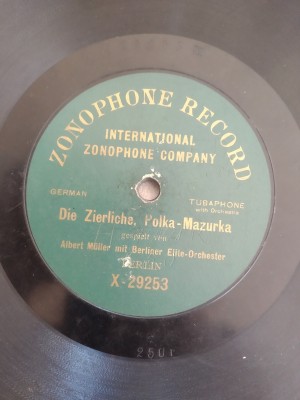 ZONOPHONE RECORD
INTERNATIONAL
ZONOPHONE COMPANY
GERMAN
TUBAPHONE
with Orchestra
Die Zierliche, Polka-Mazurka
gespielt von
Albert Müller mit Berliner Elite-Orchester
BERLIN
X-29253